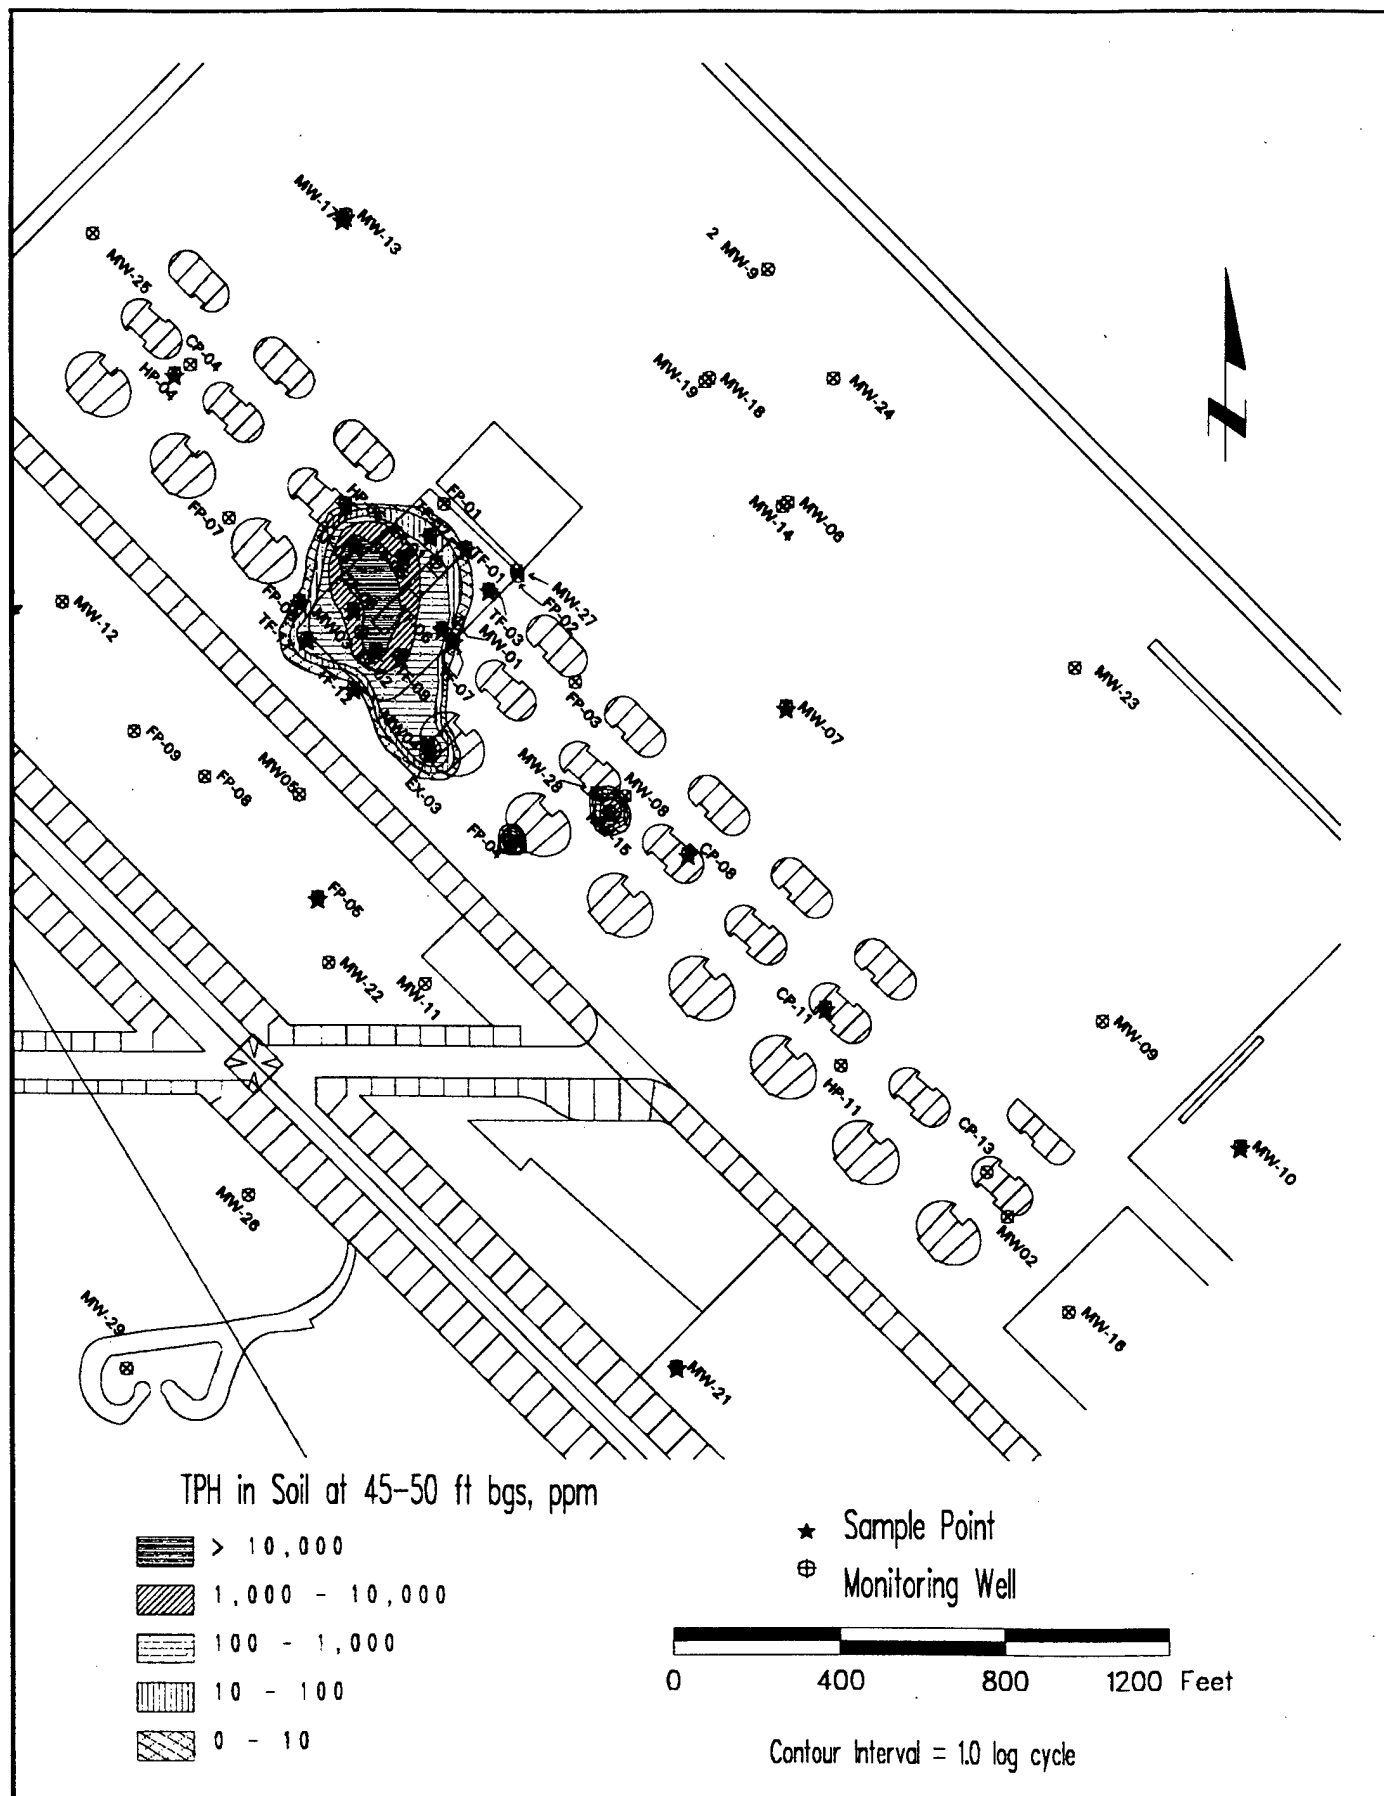 MW-17
MW-13
2 MW-9
MW-25
CP-04
HP-04
MW-19
MW-18
MW-24
FP-07
FP-01
MW-14
MW-06
TF-01
MW-27
FP-02
TF-03
MW-12
MW03
MW-01
MW-23
TF-12
FP-03
MW-07
FP-09
FP-08
MW05
EX-03
MW-28
MW-08
CP-08
FP-05
MW-22
MW-11
CP-11
HP-11
MW-09
CP-13
MW-10
MW02
MW-26
MW-29
MW-16
MW-21
TPH in Soil at 45-50 ft bgs, ppm
> 10,000
1,000 - 10,000
100 - 1,000
10 - 100
0 - 10
Sample Point
Monitoring Well
0 400 800 1200 Feet
Contour Interval = 1.0 log cycle